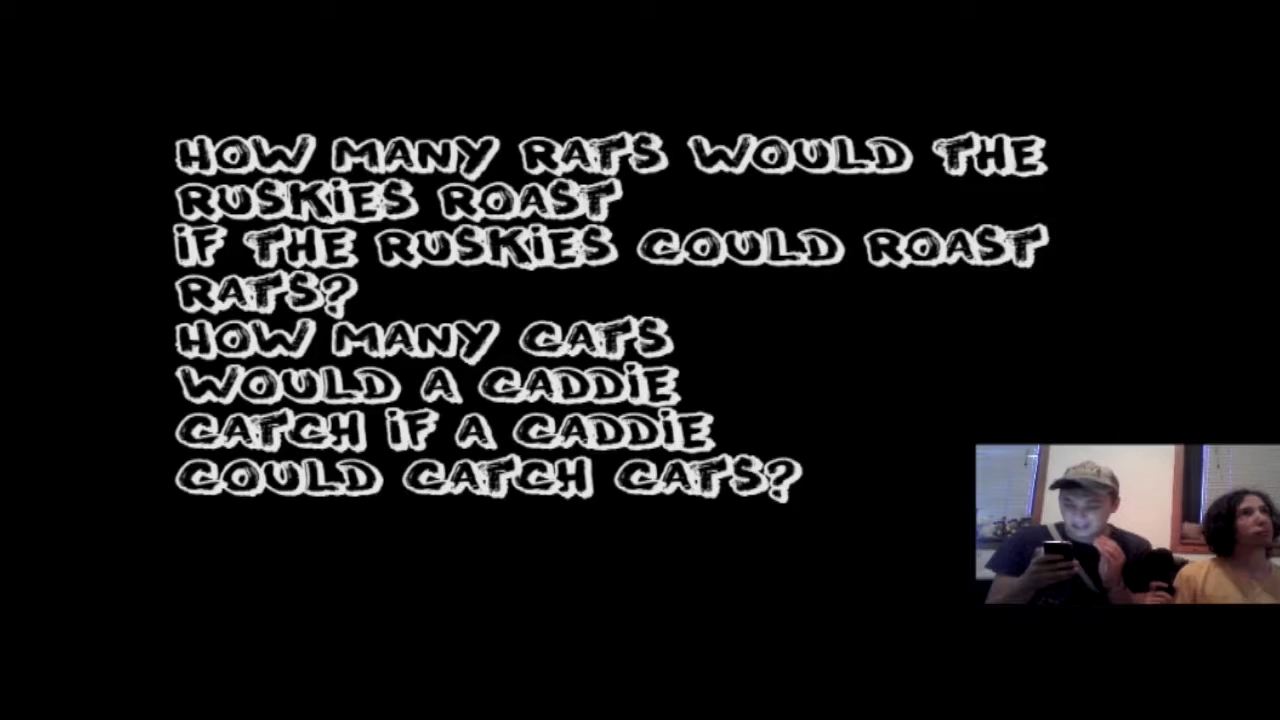 HOW MANY RATS WOULD THE
RUSKIES ROAST
IF THE RUSKIES COULD ROAST
RATS?
HOW MANY CATS
WOULD A CADDIE
CATCH IF A CADDIE
COULD CATCH CATS?